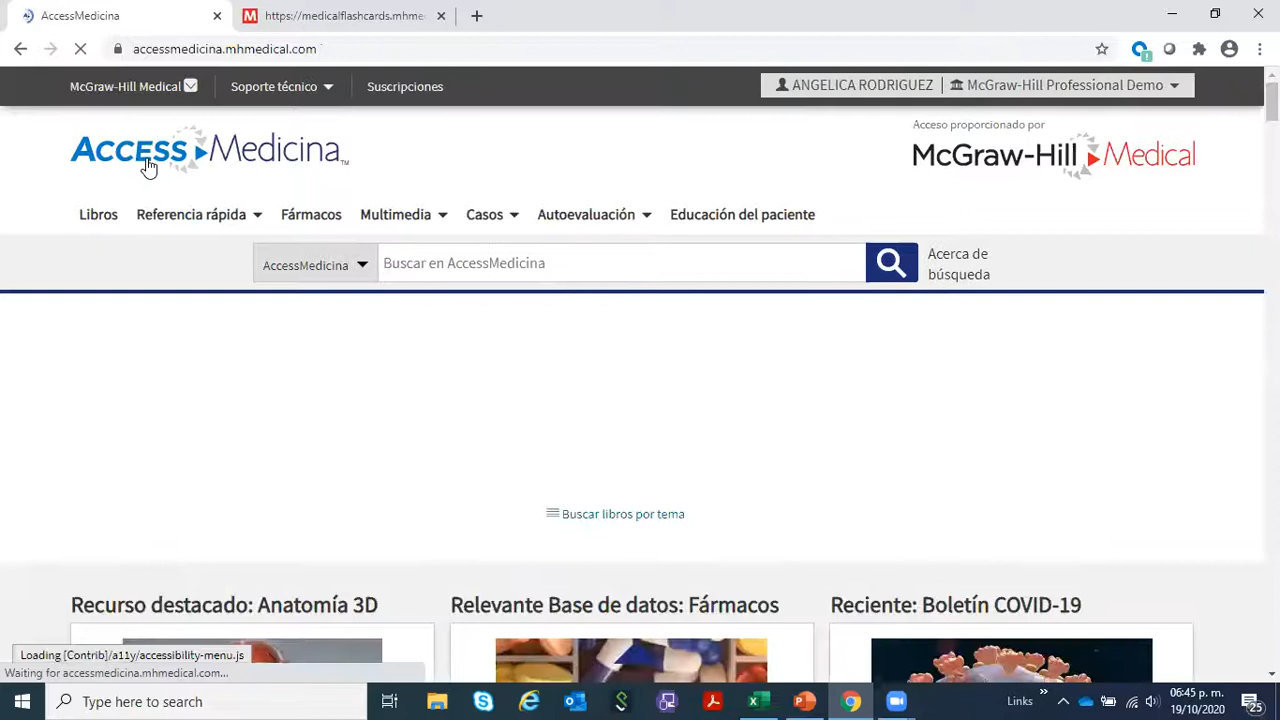 AccessMedicina
https://medicalflashcards.mhme
accessmedicina.mhmedical.com
McGraw-Hill Medical
Soporte técnico
Suscripciones
ANGELICA RODRIGUEZ
McGraw-Hill Professional Demo
ACCESS Medicina TM
Acceso proporcionado por
McGraw-Hill Medical
Libros
Referencia rápida
Fármacos
Multimedia
Casos
Autoevaluación
Educación del paciente
AccessMedicina
Buscar en AccessMedicina
Acerca de
búsqueda
Buscar libros por tema
Recurso destacado: Anatomía 3D
Relevante Base de datos: Fármacos
Reciente: Boletín COVID-19
Loading [Contrib]/a11y/accessibility-menu.js
Waiting for accessmedicina.mhmedical.com...
Type here to search
Links
06:45 p. m.
19/10/2020
25